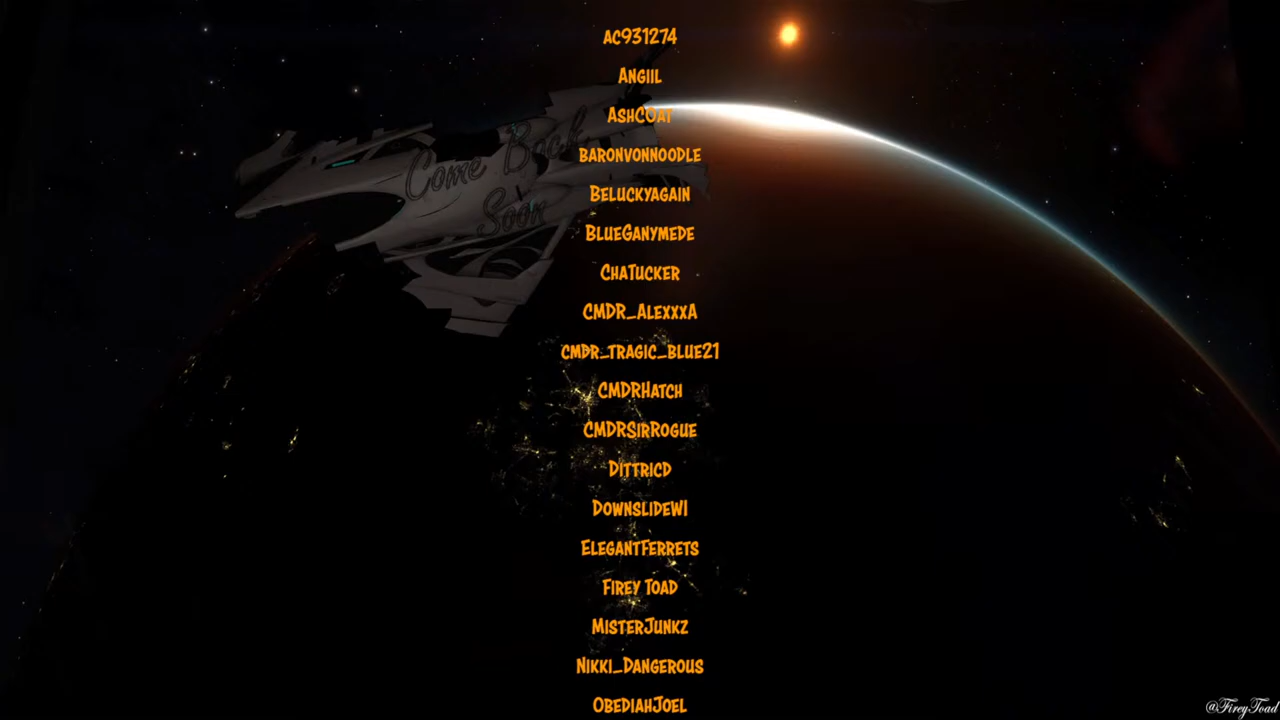 AC931274
Angiil
AshCoat
baronvonnoodle
Beluckyagain
BlueGanymede
ChaTucker
CMDR_AlexxxA
cmdr_tragic_blue21
CMDRHatch
CMDRSirRogue
Dittricd
DownslideWI
ElegantFerrets
Firey Toad
MisterJunkz
Nikki_Dangerous
ObediahJoel
Come Back
Soon
@FireyToad